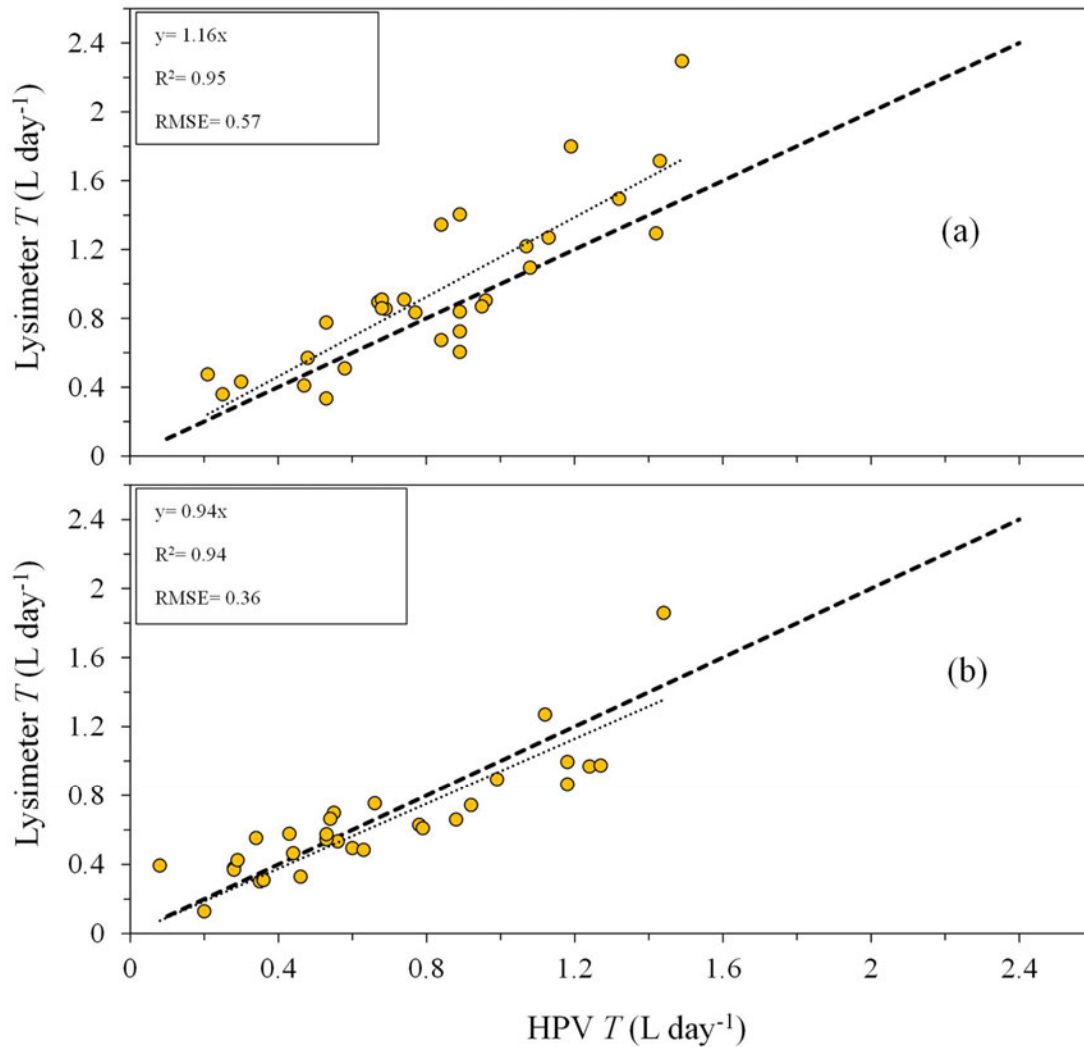 y= 1.16x
R²= 0.95
RMSE= 0.57
2.4
2
1.6
1.2
0.8
0.4
0
Lysimeter T (L day⁻¹)
(a)
y= 0.94x
R²= 0.94
RMSE= 0.36
2.4
2
1.6
1.2
0.8
0.4
0
Lysimeter T (L day⁻¹)
(b)
0 0.4 0.8 1.2 1.6 2 2.4
HPV T (L day⁻¹)